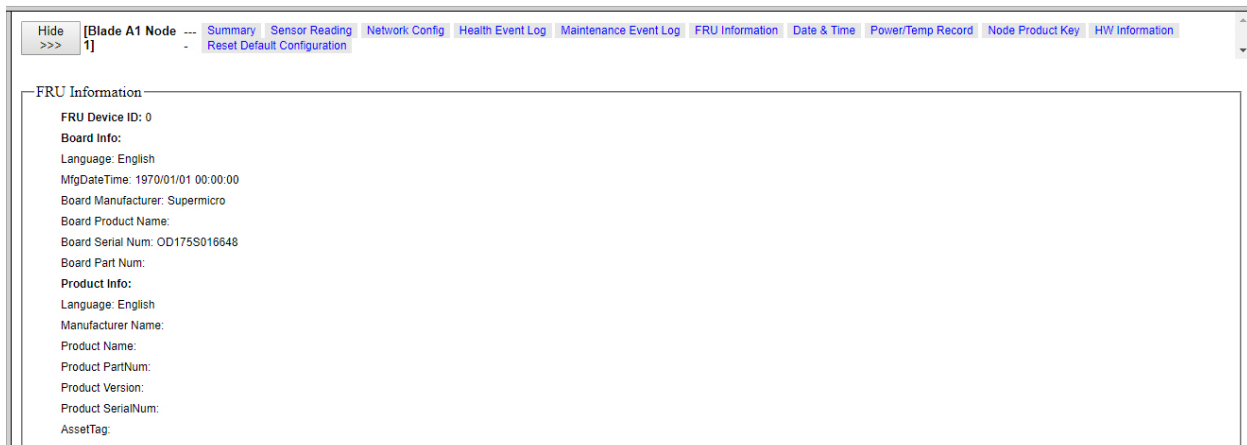 Hide >>>
[Blade A1 Node 1]
----
Summary Sensor Reading Network Config Health Event Log Maintenance Event Log FRU Information Date & Time Power/Temp Record Node Product Key HW Information
Reset Default Configuration
FRU Information
FRU Device ID: 0
Board Info:
Language: English
MfgDateTime: 1970/01/01 00:00:00
Board Manufacturer: Supermicro
Board Product Name:
Board Serial Num: OD175S016648
Board Part Num:
Product Info:
Language: English
Manufacturer Name:
Product Name:
Product PartNum:
Product Version:
Product SerialNum:
AssetTag: